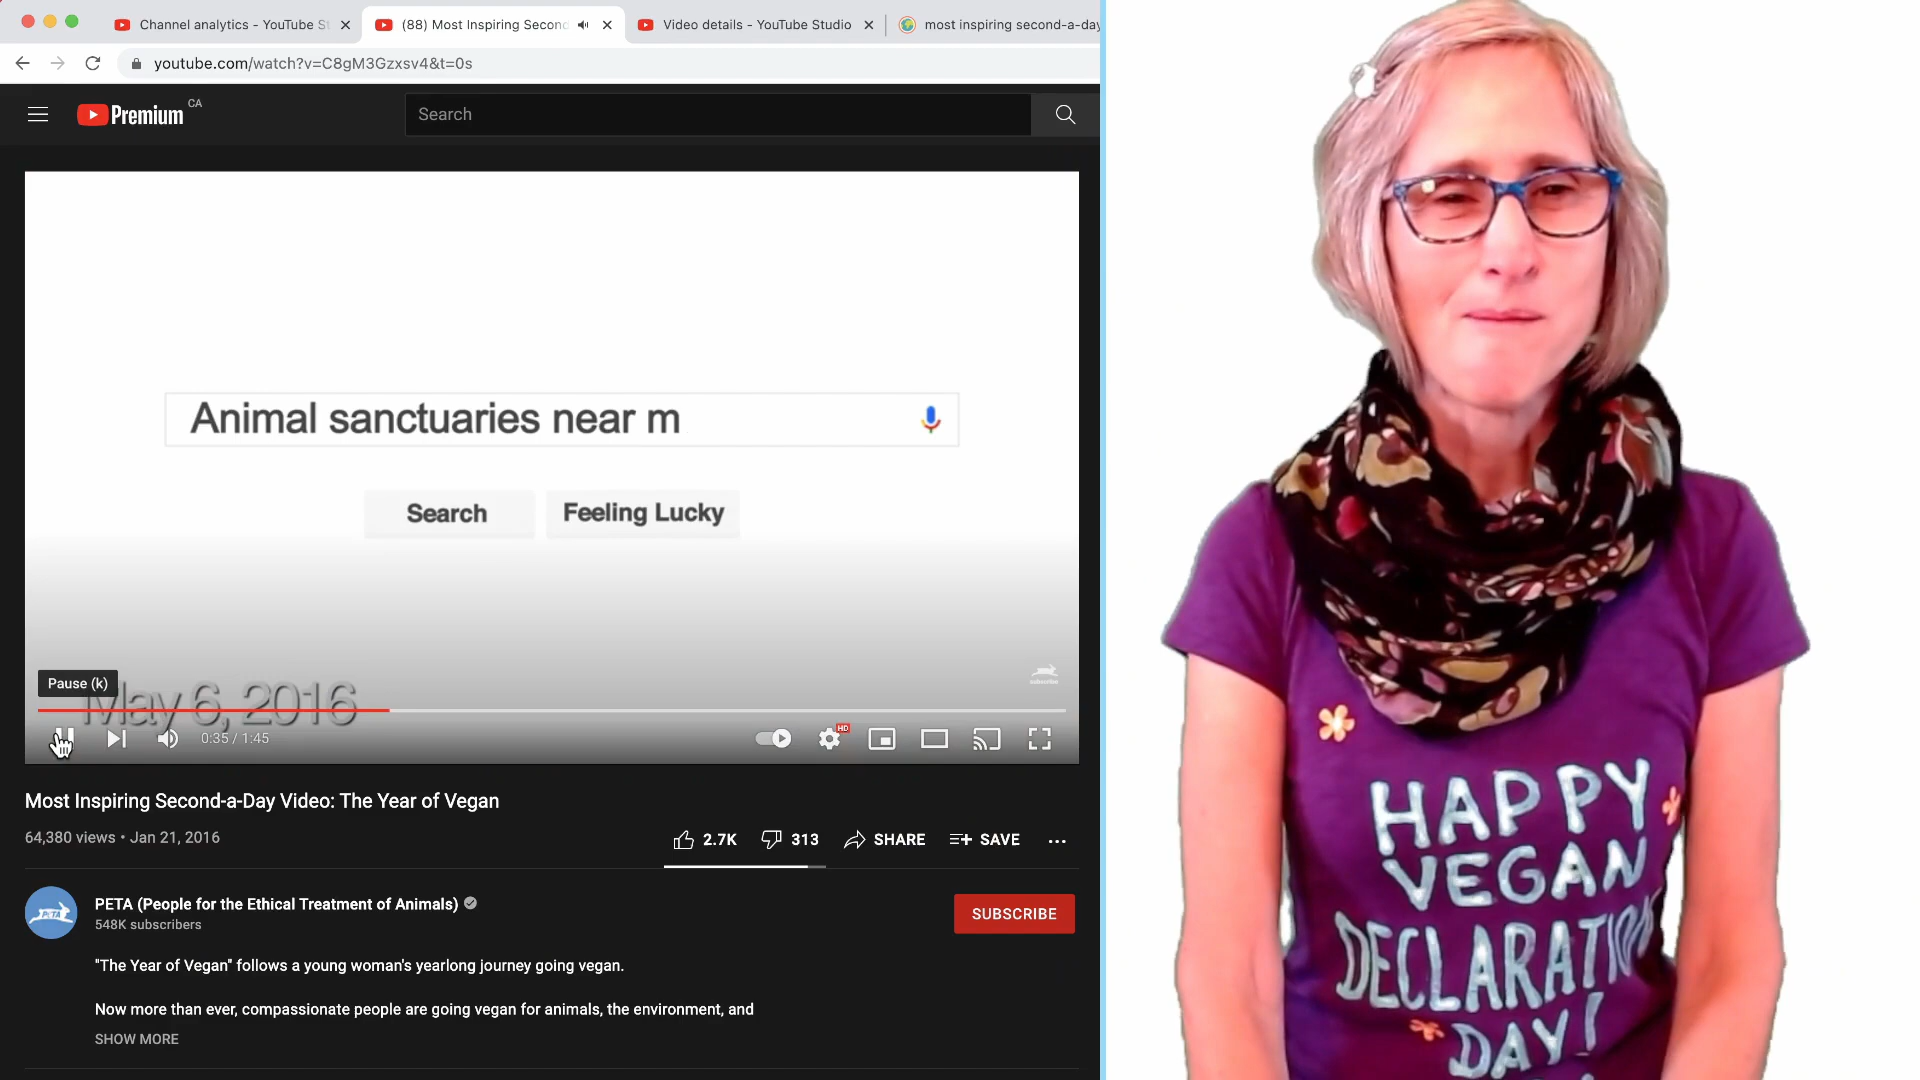 Channel analytics - YouTube St
(88) Most Inspiring Second
Video details - YouTube Studio
most inspiring second-a-day
youtube.com/watch?v=C8gM3Gzxsv4&t=0s
Premium
CA
Search
Animal sanctuaries near m
Search
Feeling Lucky
subscribe
Pause (k)
May 6, 2016
0:35 / 1:45
HD
Most Inspiring Second-a-Day Video: The Year of Vegan
64,380 views • Jan 21, 2016
2.7K
313
SHARE
SAVE
PETA
PETA (People for the Ethical Treatment of Animals)
548K subscribers
SUBSCRIBE
"The Year of Vegan" follows a young woman's yearlong journey going vegan.
Now more than ever, compassionate people are going vegan for animals, the environment, and
SHOW MORE
HAPPY
VEGAN
DECLARATION
DAY!